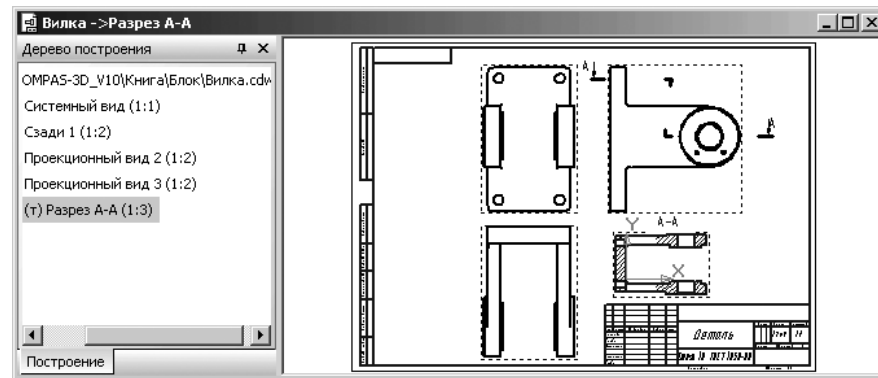 Вилка ->Разрез А-А
Дерево построения
OMPAS-3D_V10\Книга\Блок\Вилка.cdw
Системный вид (1:1)
Сзади 1 (1:2)
Проекционный вид 2 (1:2)
Проекционный вид 3 (1:2)
(т) Разрез А-А (1:3)
Построение
А
А
А-А
Y
X
Деталь